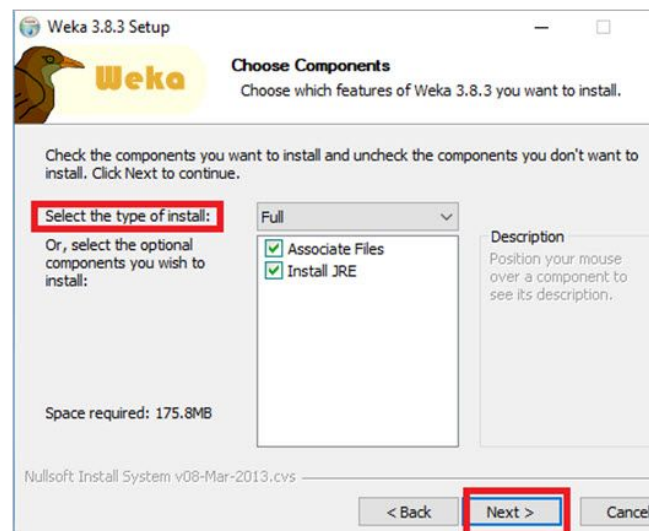 Weka 3.8.3 Setup
Weka
Choose Components
Choose which features of Weka 3.8.3 you want to install.
Check the components you want to install and uncheck the components you don't want to
install. Click Next to continue.
Select the type of install:
Full
Or, select the optional
components you wish to
install:
Associate Files
Install JRE
Description
Position your mouse
over a component to
see its description.
Space required: 175.8MB
Nullsoft Install System v08-Mar-2013.cvs
< Back
Next >
Cancel